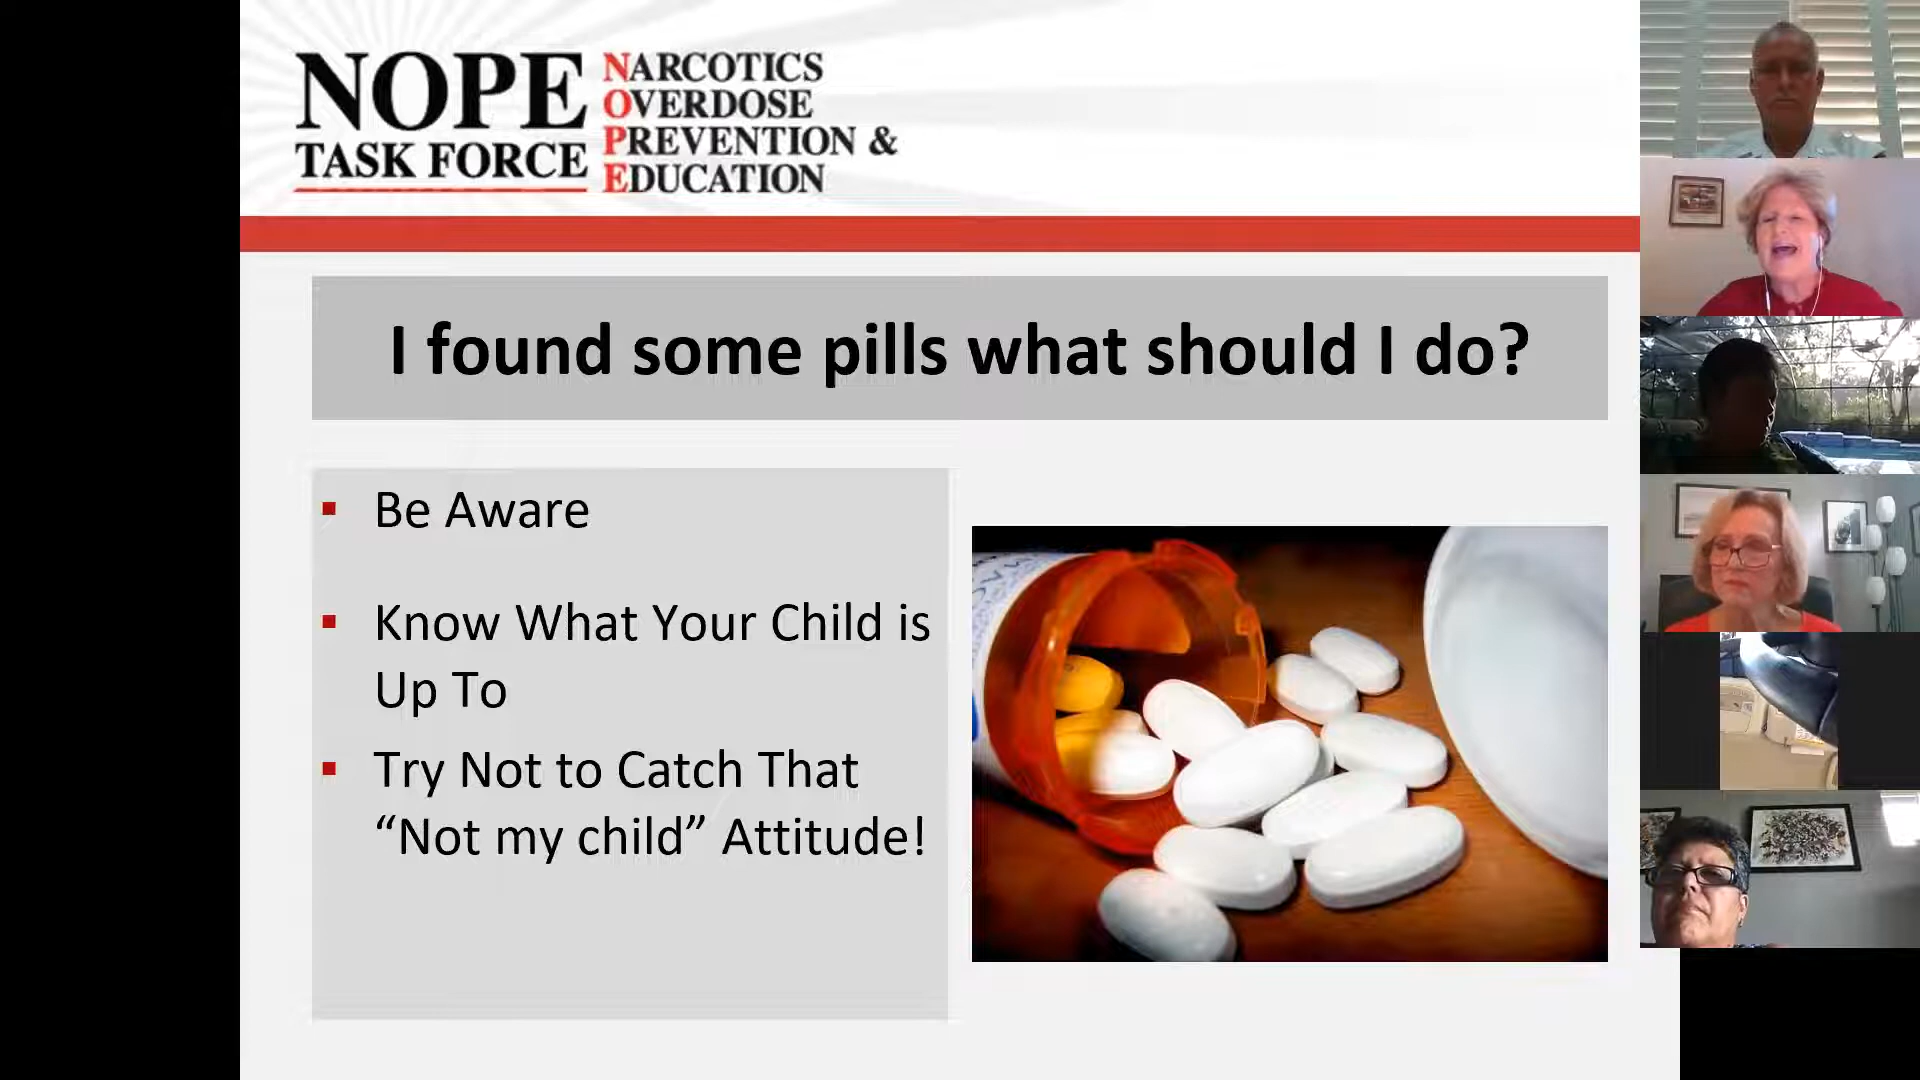 NOPE
TASK FORCE
NARCOTICS
OVERDOSE
PREVENTION &
EDUCATION
I found some pills what should I do?
Be Aware
Know What Your Child is
Up To
Try Not to Catch That
“Not my child” Attitude!